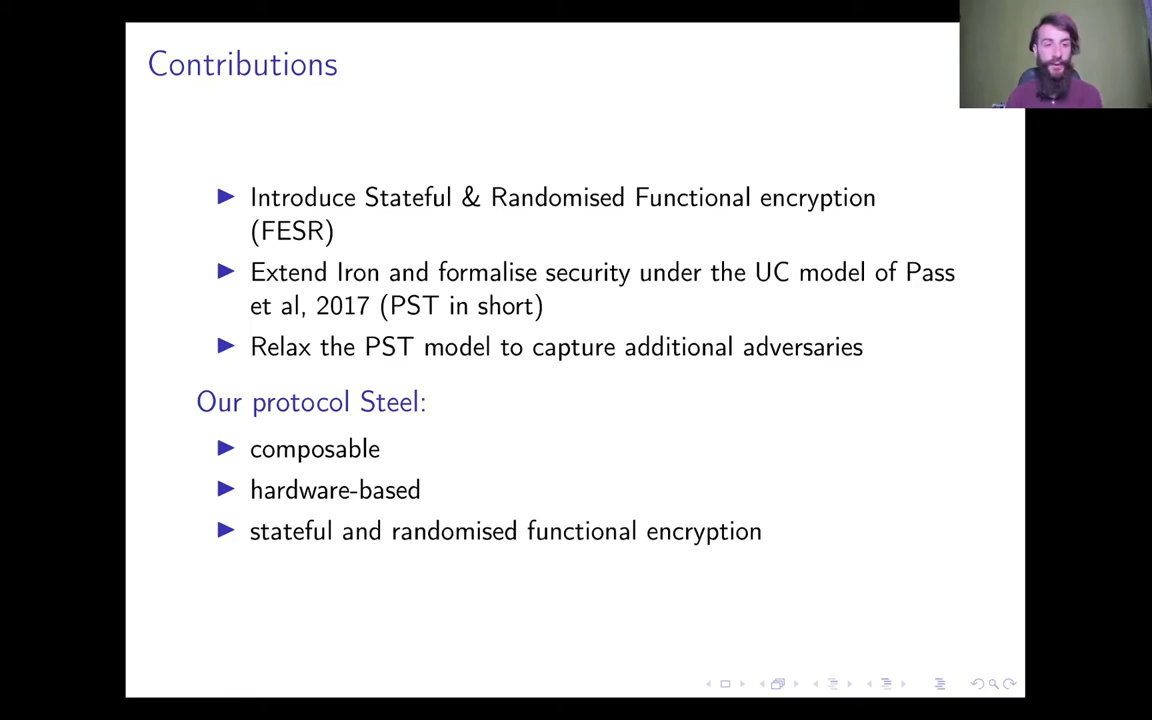 Contributions
Introduce Stateful & Randomised Functional encryption
(FESR)
Extend Iron and formalise security under the UC model of Pass
et al, 2017 (PST in short)
Relax the PST model to capture additional adversaries
Our protocol Steel:
composable
hardware-based
stateful and randomised functional encryption